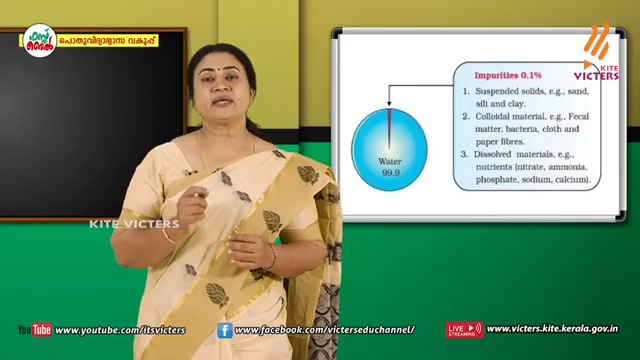 ഫസ്റ്റ്
ബെൽ
പൊതുവിദ്യാഭ്യാസ വകുപ്പ്
KITE
VICTERS
Impurities 0.1%
1. Suspended solids, e.g., sand,
silt and clay.
2. Colloidal material, e.g., Fecal
matter, bacteria, cloth and
paper fibres.
3. Dissolved materials, e.g.,
nutrients (nitrate, ammonia,
phosphate, sodium, calcium).
Water
99.9
KITE VICTERS
YouTube www.youtube.com/itsvicters
f www.facebook.com/victerseduchannel/
LIVE STREAMING www.victers.kite.kerala.gov.in